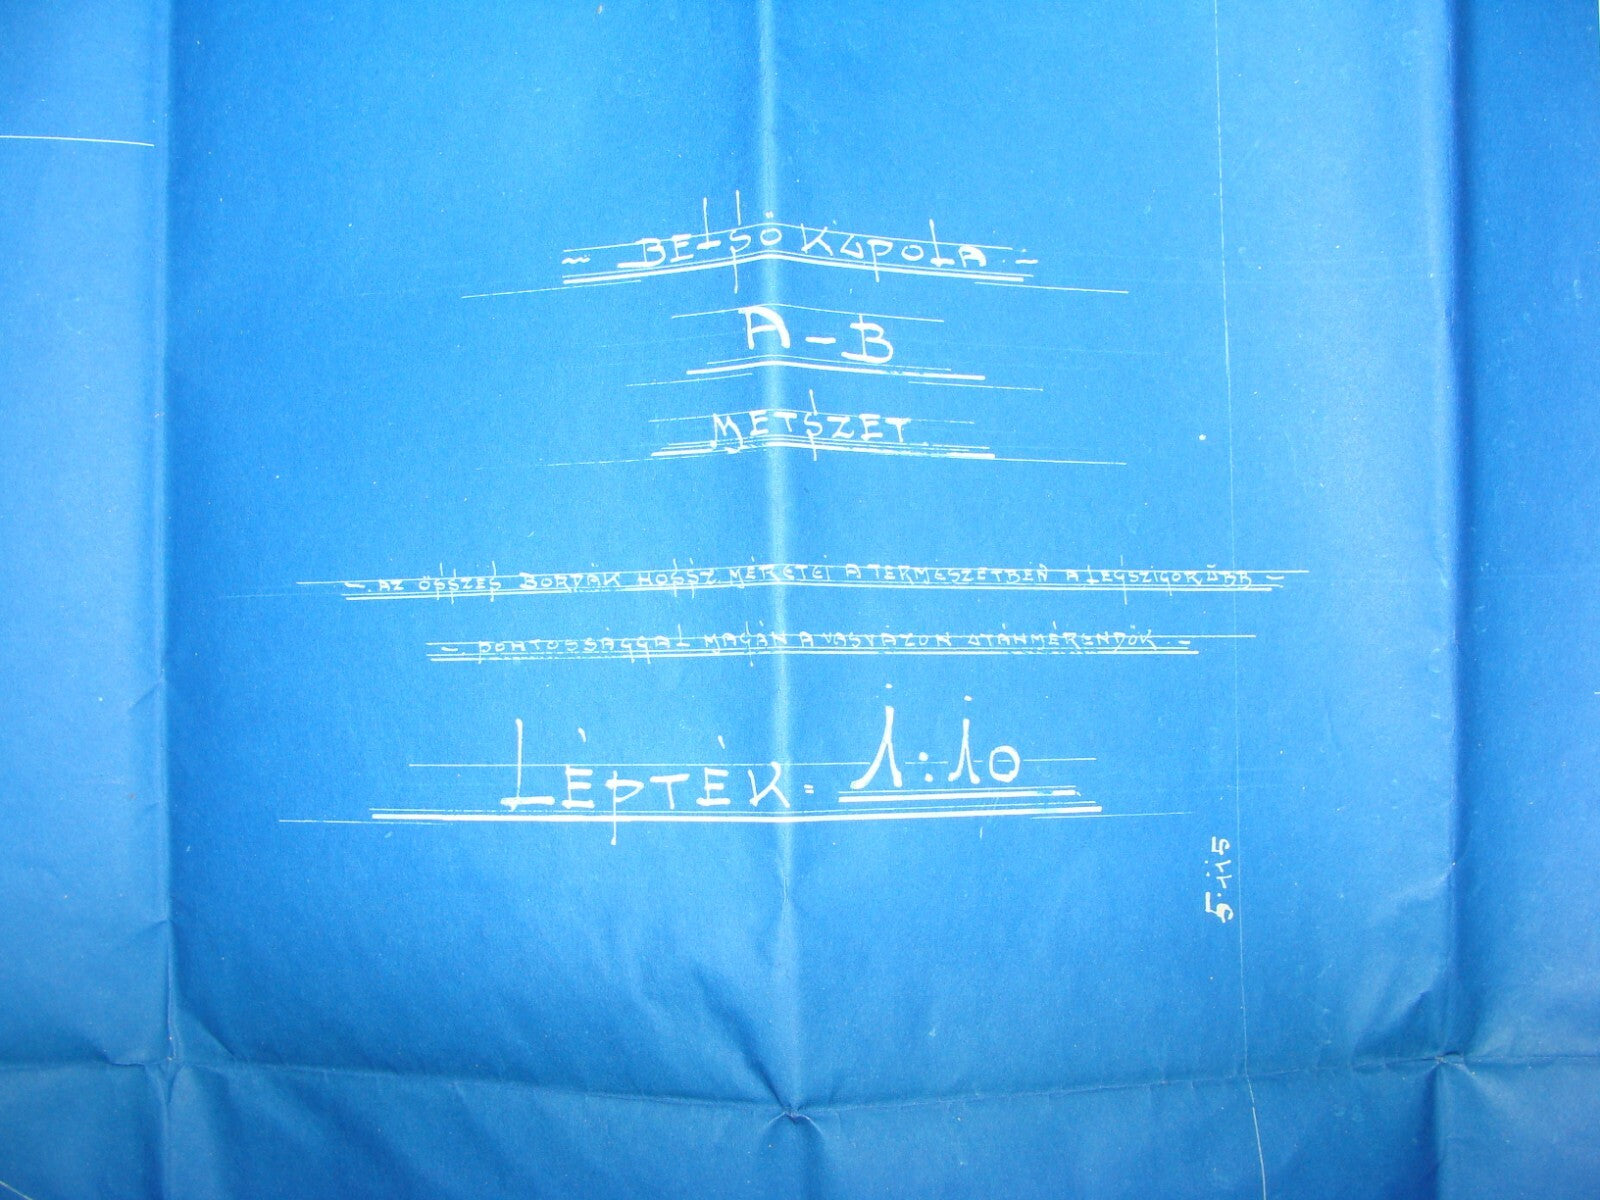 ~ BELSŐ KUPOLA. -
A-B
METSZET.
-. AZ ÖSSZES BORDÁK HOSSZ MÉRETEI A TERMÉSZETBEN A LEGSZIGORÚBB -
-. PONTOSSÁGGAL MAGÁN A VASVÁZON UTÁNMÉRENDŐK. -
LÉPTÉK= 1:10
5.115